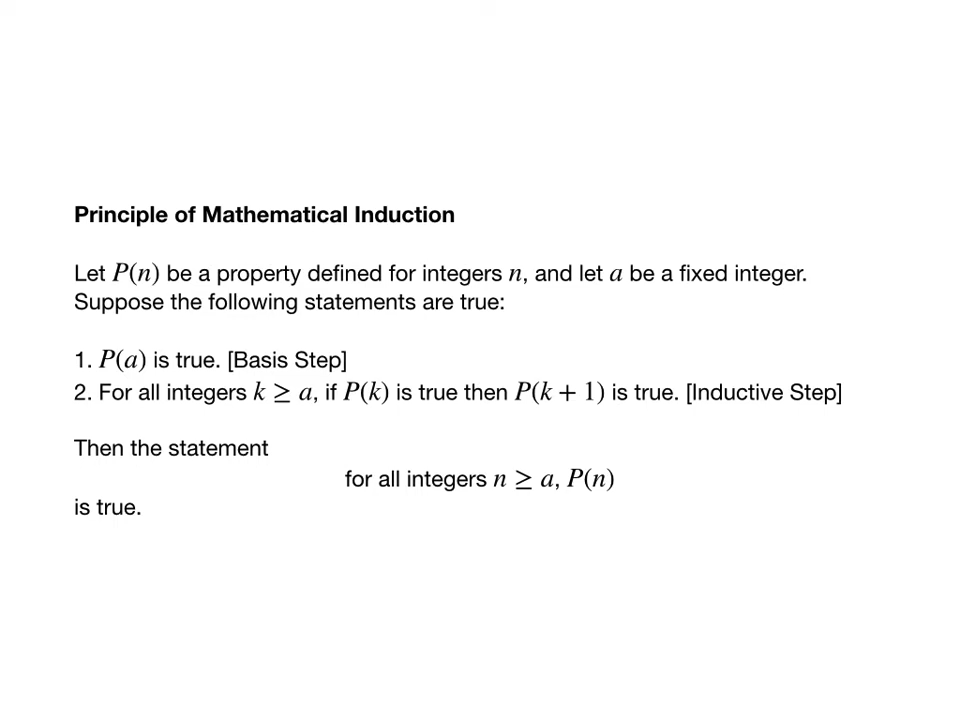 Principle of Mathematical Induction
Let P(n) be a property defined for integers n, and let a be a fixed integer.
Suppose the following statements are true:
1. P(a) is true. [Basis Step]
2. For all integers k ≥ a, if P(k) is true then P(k + 1) is true. [Inductive Step]
Then the statement
for all integers n ≥ a, P(n)
is true.